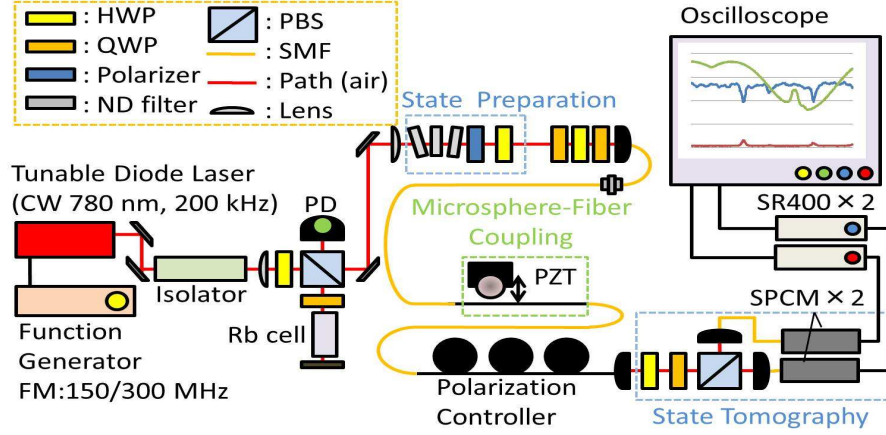 : HWP
: QWP
: Polarizer
: ND filter
: PBS
: SMF
: Path (air)
: Lens
Oscilloscope
State Preparation
Tunable Diode Laser
(CW 780 nm, 200 kHz)
PD
Microsphere-Fiber
Coupling
SR400 × 2
Isolator
PZT
SPCM × 2
Rb cell
Function
Generator
FM:150/300 MHz
Polarization
Controller
State Tomography